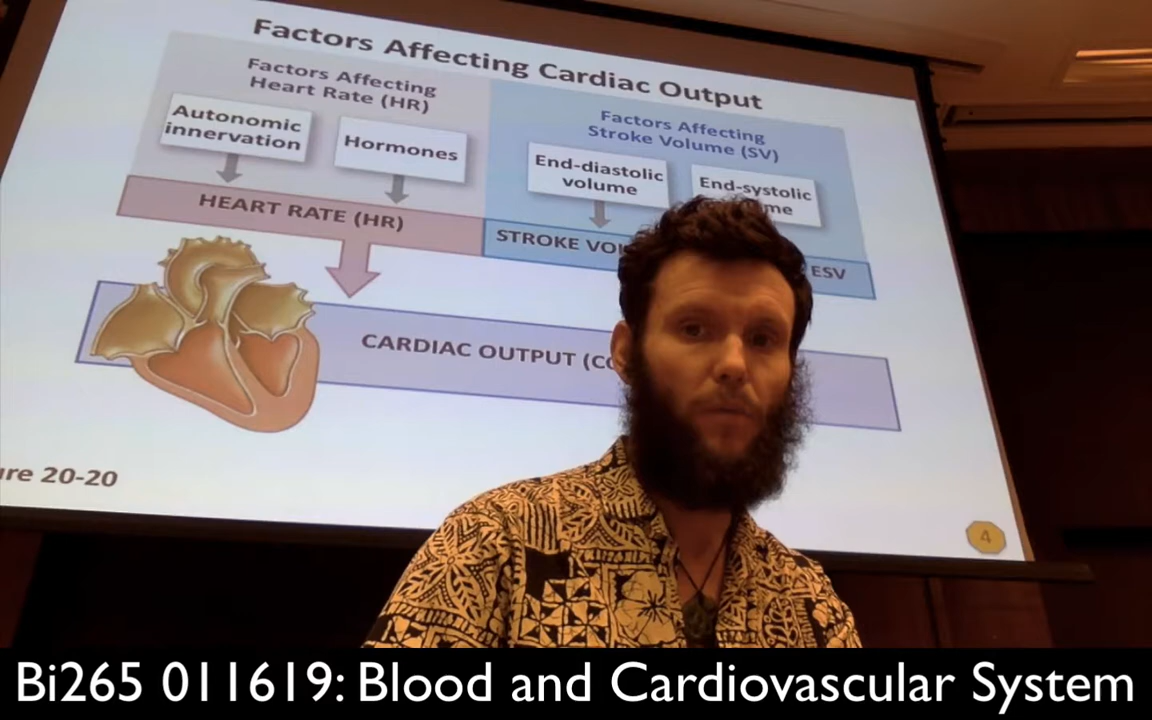 Factors Affecting Cardiac Output
Factors Affecting
Heart Rate (HR)
Autonomic
innervation
Hormones
Factors Affecting
Stroke Volume (SV)
End-diastolic
volume
End-systolic
HEART RATE (HR)
STROKE
ESV
CARDIAC OUTPUT
20-20
4
Bi265 011619: Blood and Cardiovascular System